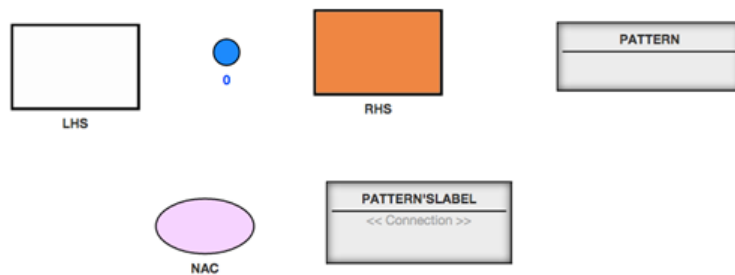 PATTERN
0
RHS
LHS
PATTERN'SLABEL
<< Connection >>
NAC